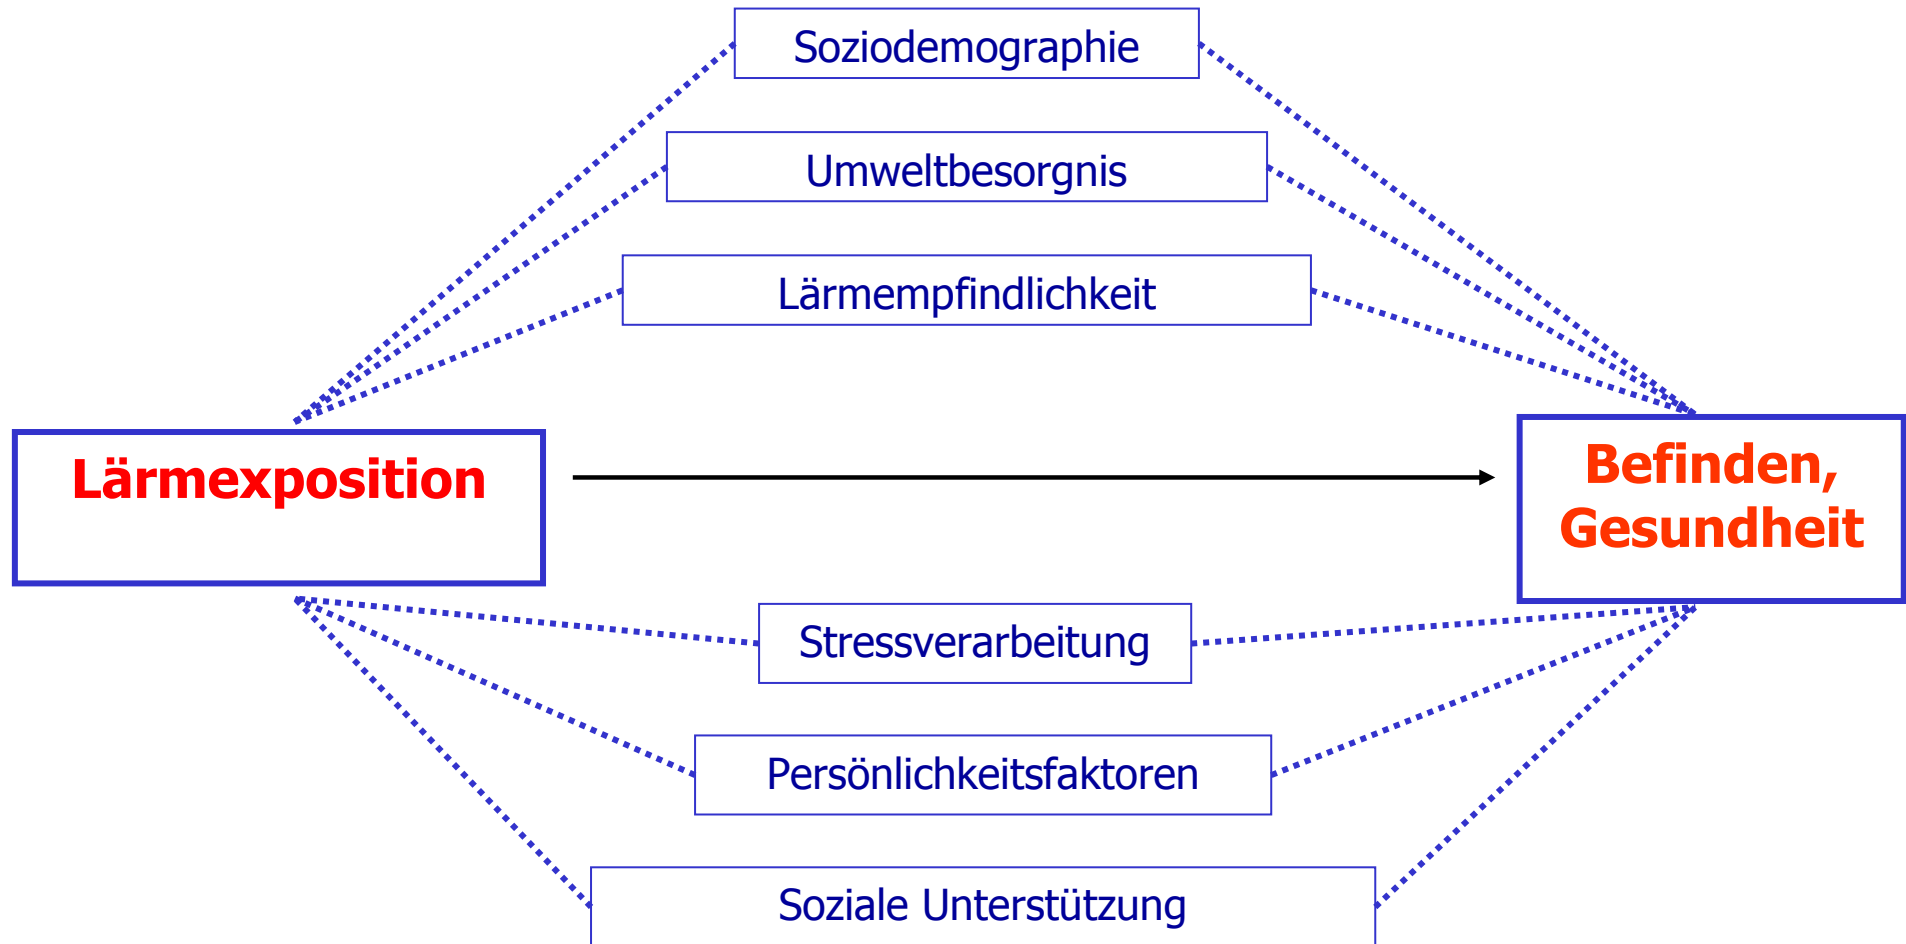 Soziodemographie
Umweltbesorgnis
Lärmempfindlichkeit
Lärmexposition
Befinden,
Gesundheit
Stressverarbeitung
Persönlichkeitsfaktoren
Soziale Unterstützung